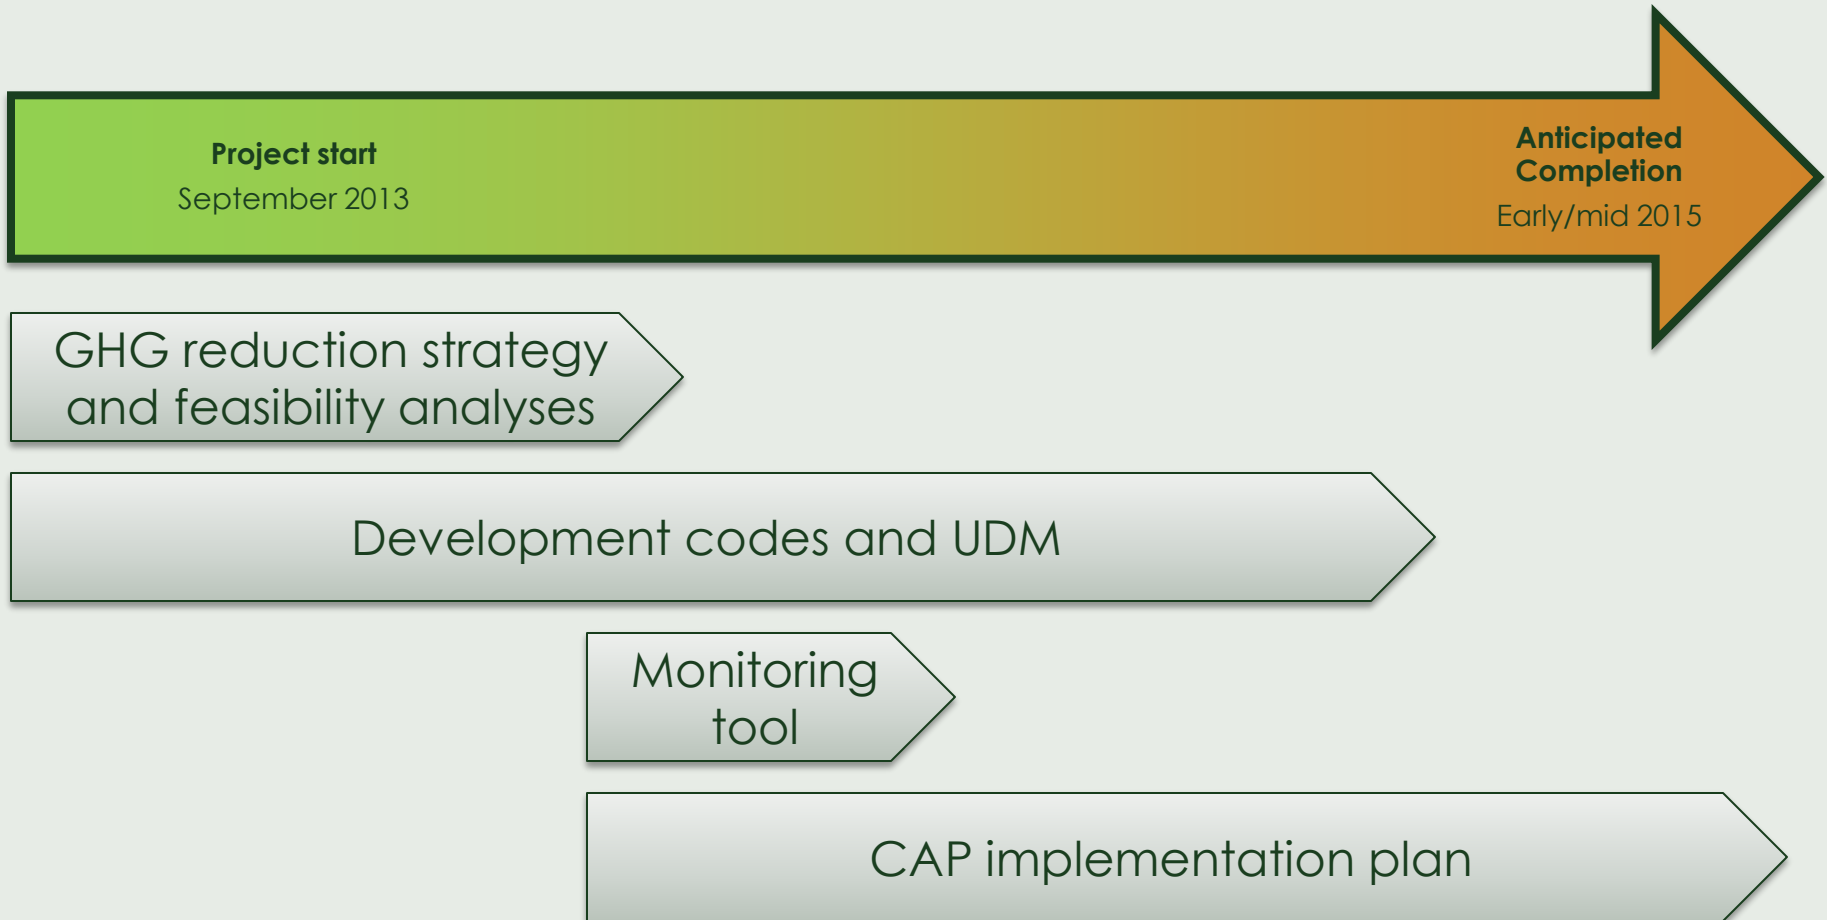 Project start
September 2013
Anticipated
Completion
Early/mid 2015
GHG reduction strategy
and feasibility analyses
Development codes and UDM
Monitoring
tool
CAP implementation plan